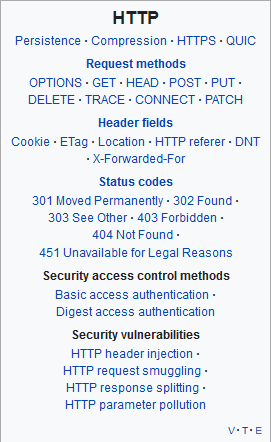 HTTP
Persistence · Compression · HTTPS · QUIC
Request methods
OPTIONS · GET · HEAD · POST · PUT ·
DELETE · TRACE · CONNECT · PATCH
Header fields
Cookie · ETag · Location · HTTP referer · DNT
· X-Forwarded-For
Status codes
301 Moved Permanently · 302 Found ·
303 See Other · 403 Forbidden ·
404 Not Found ·
451 Unavailable for Legal Reasons
Security access control methods
Basic access authentication ·
Digest access authentication
Security vulnerabilities
HTTP header injection ·
HTTP request smuggling ·
HTTP response splitting ·
HTTP parameter pollution
V · T · E